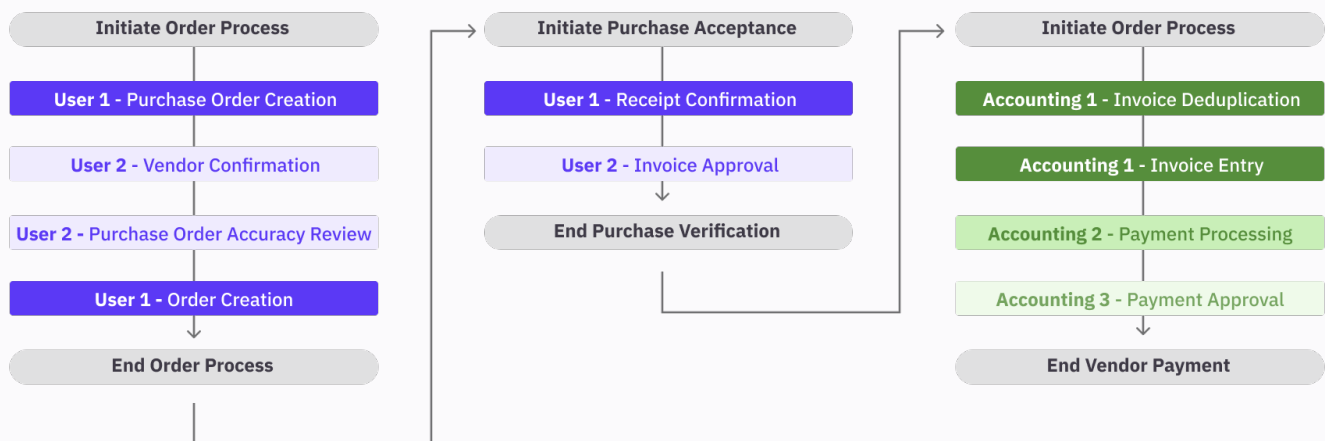 Initiate Order Process
User 1 - Purchase Order Creation
User 2 - Vendor Confirmation
User 2 - Purchase Order Accuracy Review
User 1 - Order Creation
End Order Process
Initiate Purchase Acceptance
User 1 - Receipt Confirmation
User 2 - Invoice Approval
End Purchase Verification
Initiate Order Process
Accounting 1 - Invoice Deduplication
Accounting 1 - Invoice Entry
Accounting 2 - Payment Processing
Accounting 3 - Payment Approval
End Vendor Payment